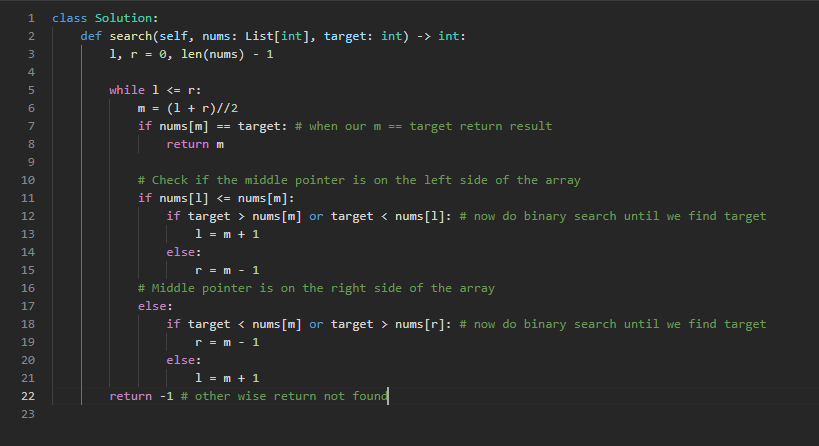 1 class Solution:
2     def search(self, nums: List[int], target: int) -> int:
3         l, r = 0, len(nums) - 1
4
5         while l <= r:
6             m = (l + r)//2
7             if nums[m] == target: # when our m == target return result
8                 return m
9
10             # Check if the middle pointer is on the left side of the array
11             if nums[l] <= nums[m]:
12                 if target > nums[m] or target < nums[l]: # now do binary search until we find target
13                     l = m + 1
14                 else:
15                     r = m - 1
16             # Middle pointer is on the right side of the array
17             else:
18                 if target < nums[m] or target > nums[r]: # now do binary search until we find target
19                     r = m - 1
20                 else:
21                     l = m + 1
22         return -1 # other wise return not found
23